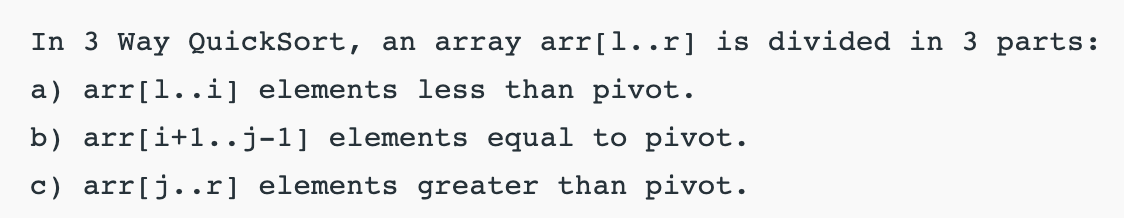 In 3 Way QuickSort, an array arr[l..r] is divided in 3 parts:
a) arr[l..i] elements less than pivot.
b) arr[i+1..j-1] elements equal to pivot.
c) arr[j..r] elements greater than pivot.